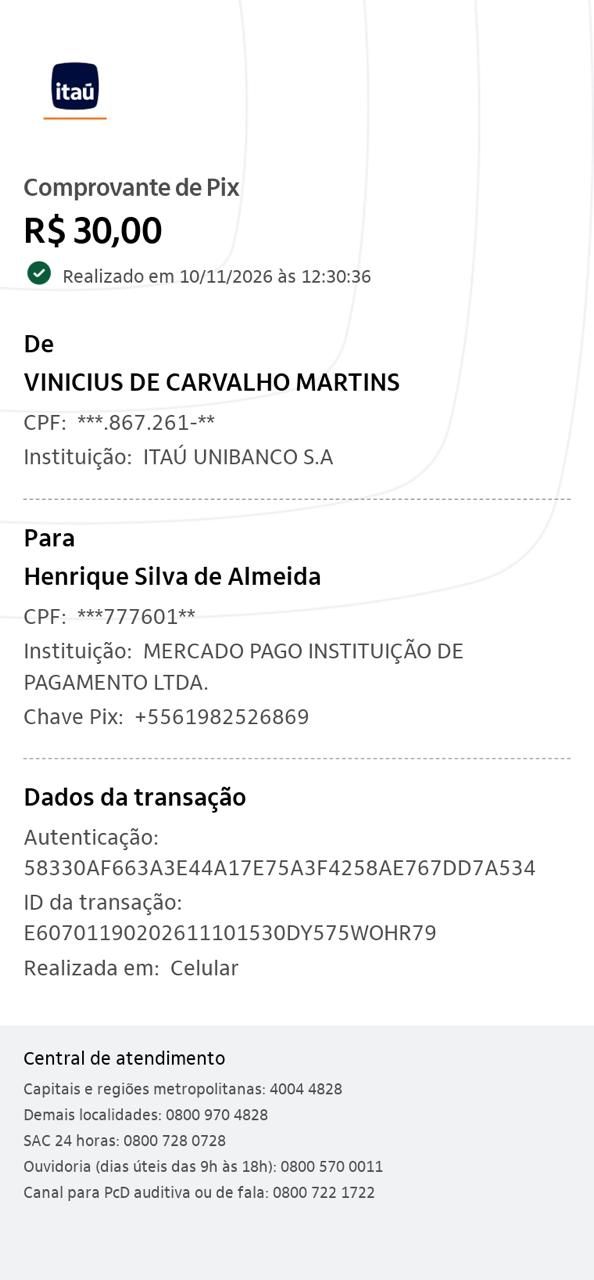 itaú
Comprovante de Pix
R$ 30,00
Realizado em 10/11/2026 às 12:30:36
De
VINICIUS DE CARVALHO MARTINS
CPF: ***.867.261-**
Instituição: ITAÚ UNIBANCO S.A
Para
Henrique Silva de Almeida
CPF: ***777601**
Instituição: MERCADO PAGO INSTITUIÇÃO DE
PAGAMENTO LTDA.
Chave Pix: +5561982526869
Dados da transação
Autenticação:
58330AF663A3E44A17E75A3F4258AE767DD7A534
ID da transação:
E60701190202611101530DY575WOHR79
Realizada em: Celular
Central de atendimento
Capitais e regiões metropolitanas: 4004 4828
Demais localidades: 0800 970 4828
SAC 24 horas: 0800 728 0728
Ouvidoria (dias úteis das 9h às 18h): 0800 570 0011
Canal para PcD auditiva ou de fala: 0800 722 1722